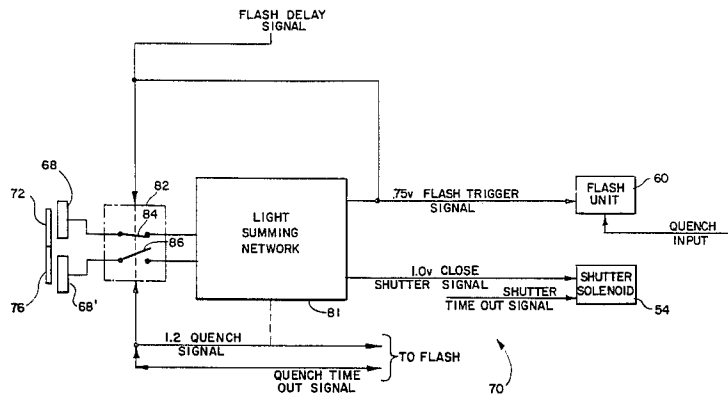 FLASH DELAY
SIGNAL
68
72
82
84
86
76
68'
LIGHT
SUMMING
NETWORK
81
.75v FLASH TRIGGER
SIGNAL
FLASH
UNIT
60
QUENCH
INPUT
1.0v CLOSE
SHUTTER SIGNAL
SHUTTER
TIME OUT SIGNAL
SHUTTER
SOLENOID
54
1.2 QUENCH
SIGNAL
TO FLASH
QUENCH TIME
OUT SIGNAL
70